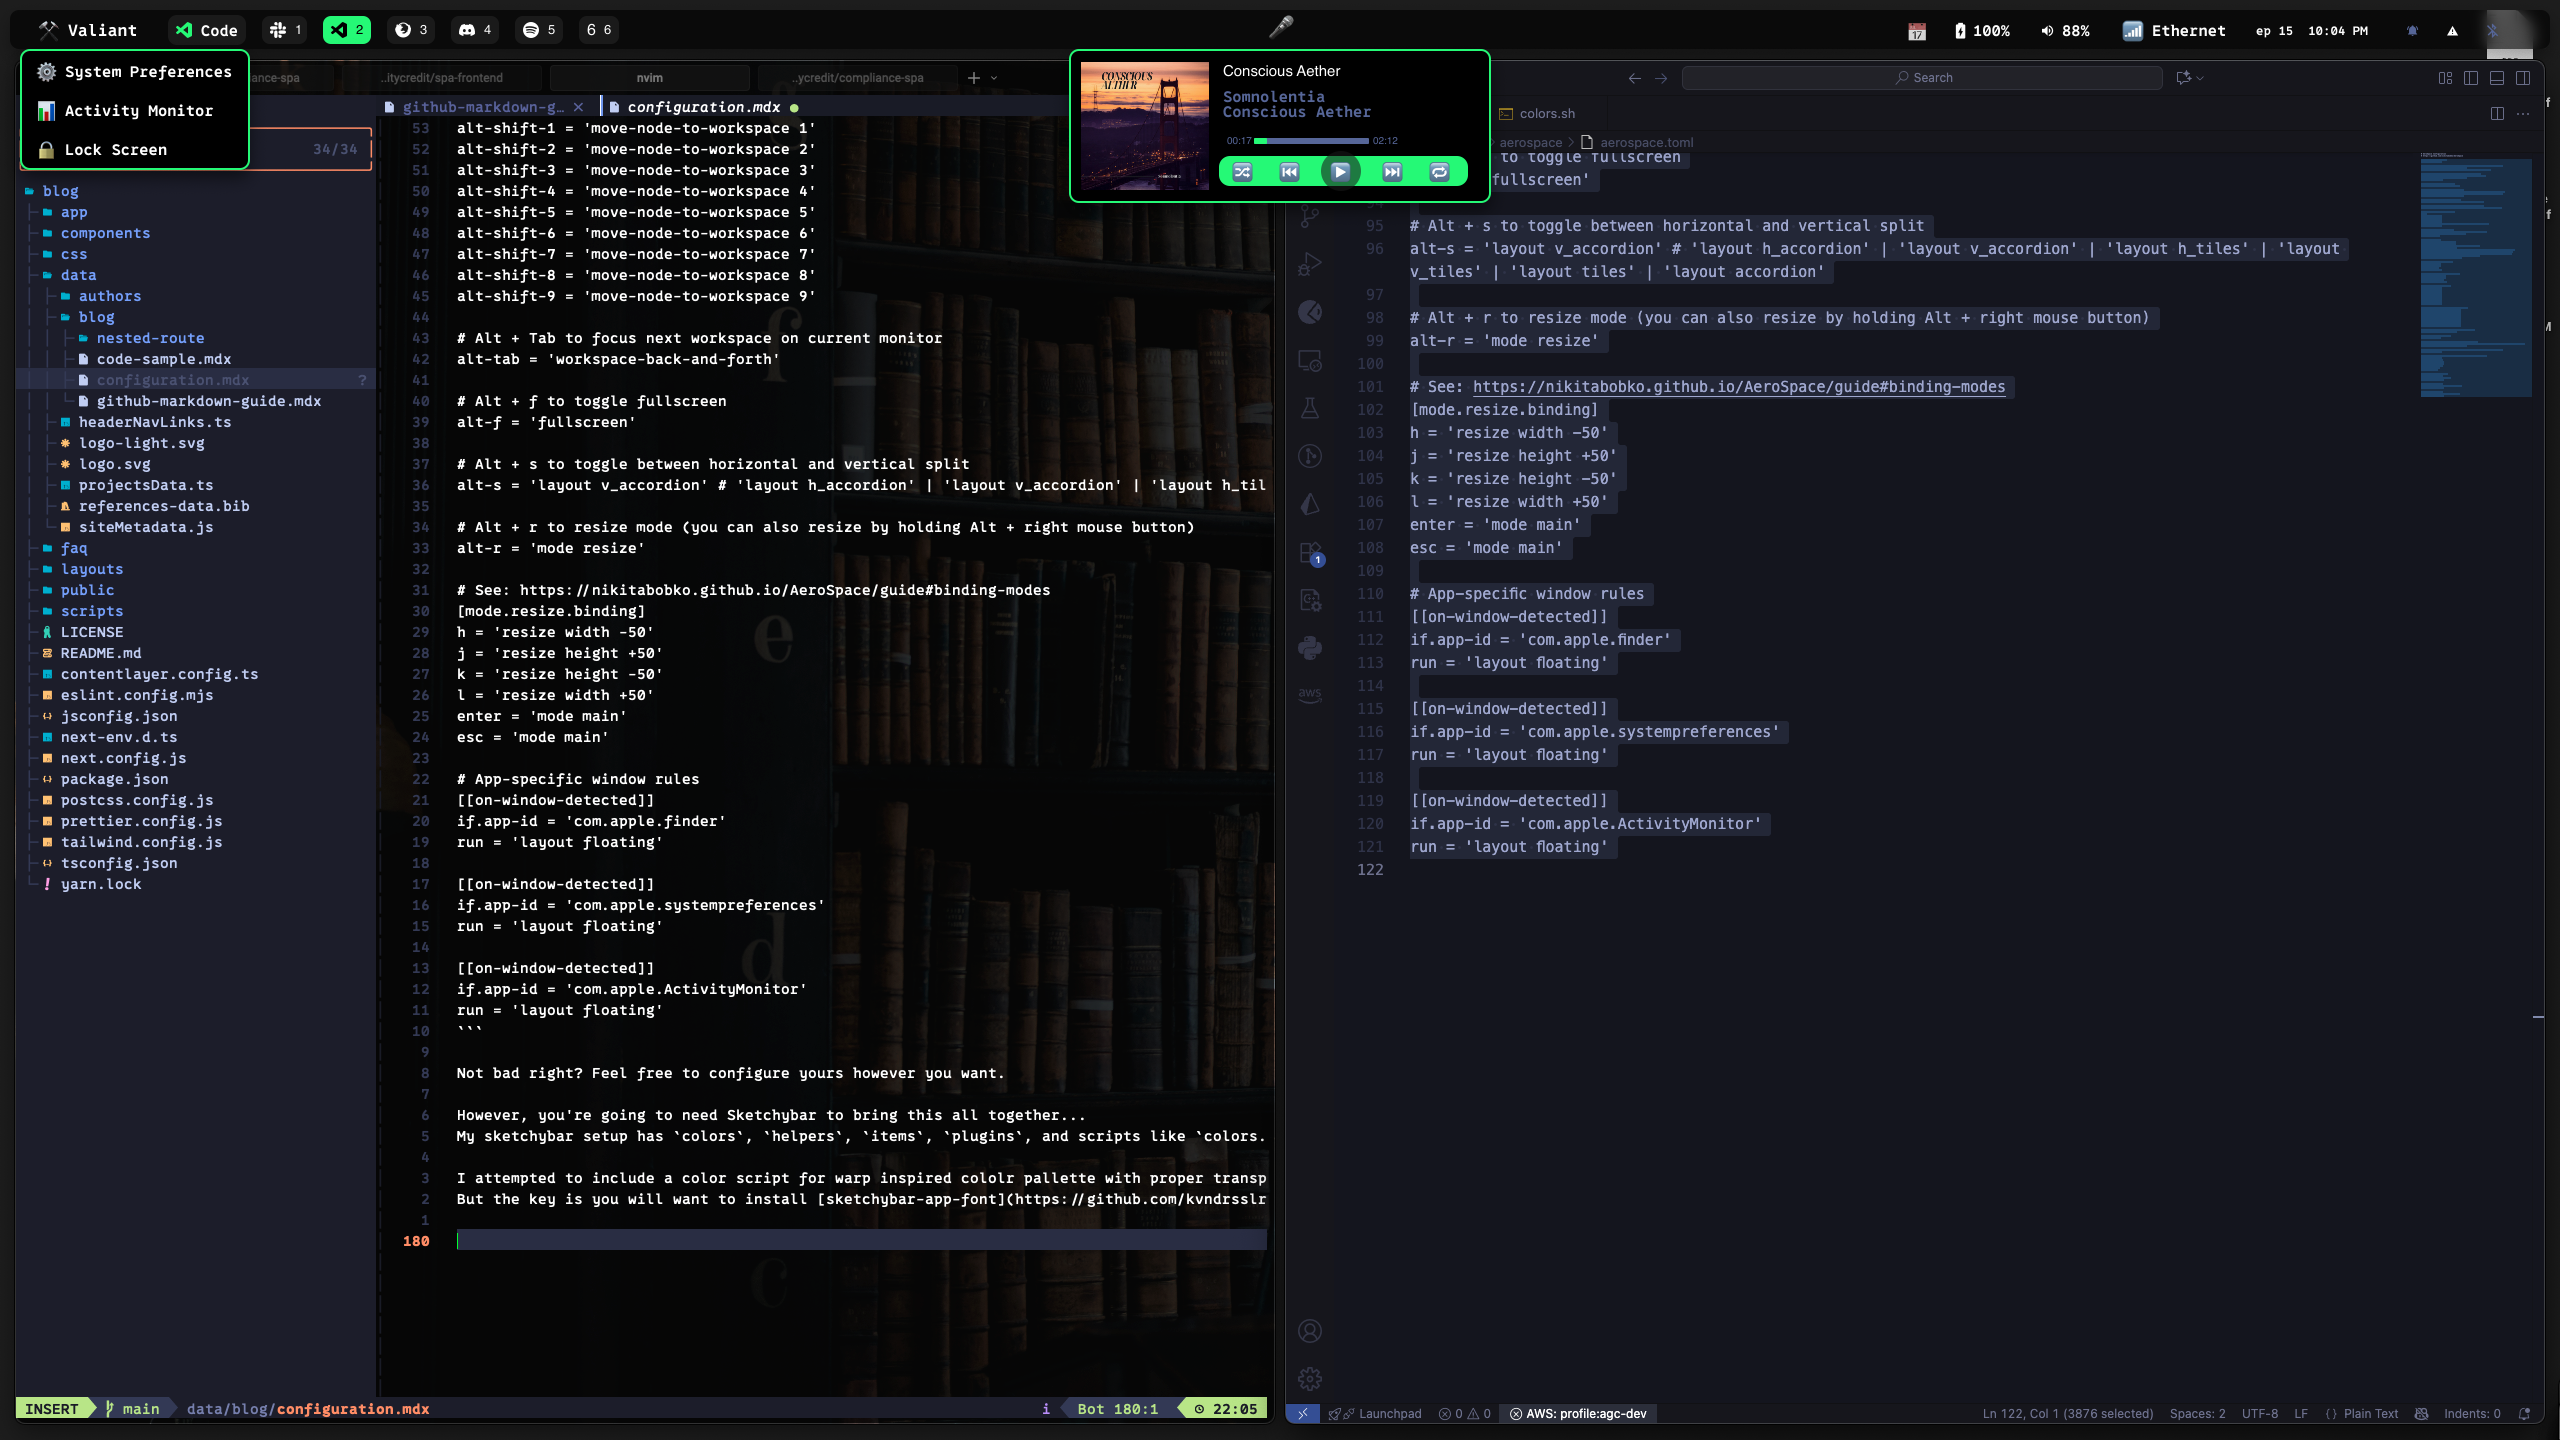 Valiant
Code
1
2
3
4
5
6 6
17
100%
88%
Ethernet
ep 15 10:04 PM
System Preferences
Activity Monitor
Lock Screen
ance-spa
..itycredit/spa-frontend
nvim
..ycredit/compliance-spa
34/34
blog
app
components
css
data
authors
blog
nested-route
code-sample.mdx
configuration.mdx ?
github-markdown-guide.mdx
headerNavLinks.ts
logo-light.svg
logo.svg
projectsData.ts
references-data.bib
siteMetadata.js
faq
layouts
public
scripts
LICENSE
README.md
contentlayer.config.ts
eslint.config.mjs
jsconfig.json
next-env.d.ts
next.config.js
package.json
postcss.config.js
prettier.config.js
tailwind.config.js
tsconfig.json
yarn.lock
github-markdown-g…
configuration.mdx
53 alt-shift-1 = 'move-node-to-workspace 1'
52 alt-shift-2 = 'move-node-to-workspace 2'
51 alt-shift-3 = 'move-node-to-workspace 3'
50 alt-shift-4 = 'move-node-to-workspace 4'
49 alt-shift-5 = 'move-node-to-workspace 5'
48 alt-shift-6 = 'move-node-to-workspace 6'
47 alt-shift-7 = 'move-node-to-workspace 7'
46 alt-shift-8 = 'move-node-to-workspace 8'
45 alt-shift-9 = 'move-node-to-workspace 9'
44
43 # Alt + Tab to focus next workspace on current monitor
42 alt-tab = 'workspace-back-and-forth'
41
40 # Alt + f to toggle fullscreen
39 alt-f = 'fullscreen'
38
37 # Alt + s to toggle between horizontal and vertical split
36 alt-s = 'layout v_accordion' # 'layout h_accordion' | 'layout v_accordion' | 'layout h_til
35
34 # Alt + r to resize mode (you can also resize by holding Alt + right mouse button)
33 alt-r = 'mode resize'
32
31 # See: https://nikitabobko.github.io/AeroSpace/guide#binding-modes
30 [mode.resize.binding]
29 h = 'resize width -50'
28 j = 'resize height +50'
27 k = 'resize height -50'
26 l = 'resize width +50'
25 enter = 'mode main'
24 esc = 'mode main'
23
22 # App-specific window rules
21 [[on-window-detected]]
20 if.app-id = 'com.apple.finder'
19 run = 'layout floating'
18
17 [[on-window-detected]]
16 if.app-id = 'com.apple.systempreferences'
15 run = 'layout floating'
14
13 [[on-window-detected]]
12 if.app-id = 'com.apple.ActivityMonitor'
11 run = 'layout floating'
10 ```
9
8 Not bad right? Feel free to configure yours however you want.
7
6 However, you're going to need Sketchybar to bring this all together...
5 My sketchybar setup has `colors`, `helpers`, `items`, `plugins`, and scripts like `colors.
4
3 I attempted to include a color script for warp inspired cololr pallette with proper transp
2 But the key is you will want to install [sketchybar-app-font](https://github.com/kvndrsslr
1
180
INSERT main data/blog/configuration.mdx
i Bot 180:1 22:05
CONSCIOUS AETHER
Conscious Aether
Somnolentia
Conscious Aether
00:17 02:12
Search
colors.sh
aerospace > aerospace.toml
to toggle fullscreen
fullscreen'
95 # Alt + s to toggle between horizontal and vertical split
96 alt-s = 'layout v_accordion' # 'layout h_accordion' | 'layout v_accordion' | 'layout h_tiles' | 'layout
v_tiles' | 'layout tiles' | 'layout accordion'
97
98 # Alt + r to resize mode (you can also resize by holding Alt + right mouse button)
99 alt-r = 'mode resize'
100
101 # See: https://nikitabobko.github.io/AeroSpace/guide#binding-modes
102 [mode.resize.binding]
103 h = 'resize width -50'
104 j = 'resize height +50'
105 k = 'resize height -50'
106 l = 'resize width +50'
107 enter = 'mode main'
108 esc = 'mode main'
109
110 # App-specific window rules
111 [[on-window-detected]]
112 if.app-id = 'com.apple.finder'
113 run = 'layout floating'
114
115 [[on-window-detected]]
116 if.app-id = 'com.apple.systempreferences'
117 run = 'layout floating'
118
119 [[on-window-detected]]
120 if.app-id = 'com.apple.ActivityMonitor'
121 run = 'layout floating'
122
1
aws
Launchpad 0 0 AWS: profile:agc-dev
Ln 122, Col 1 (3876 selected) Spaces: 2 UTF-8 LF {} Plain Text Indents: 0